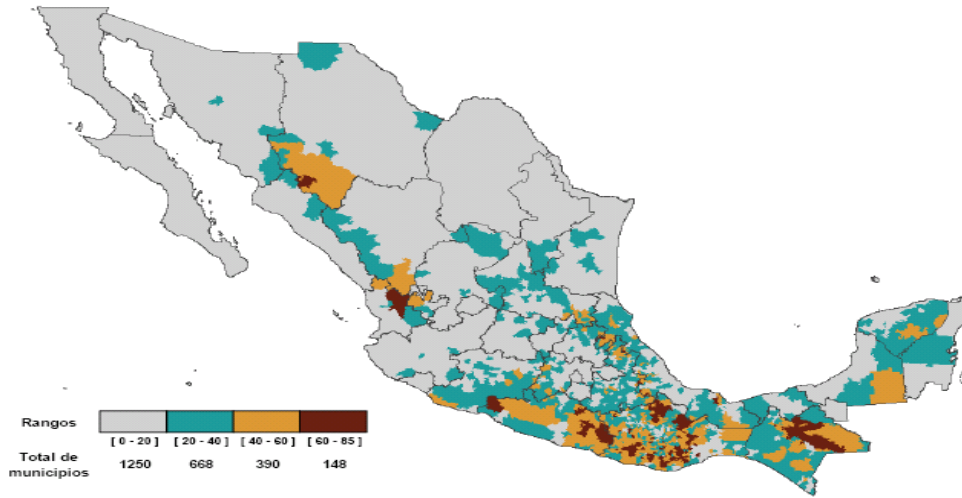 Rangos
[ 0 - 20 ] [ 20 - 40 ] [ 40 - 60 ] [ 60 - 85 ]
Total de
municipios
1250 668 390 148